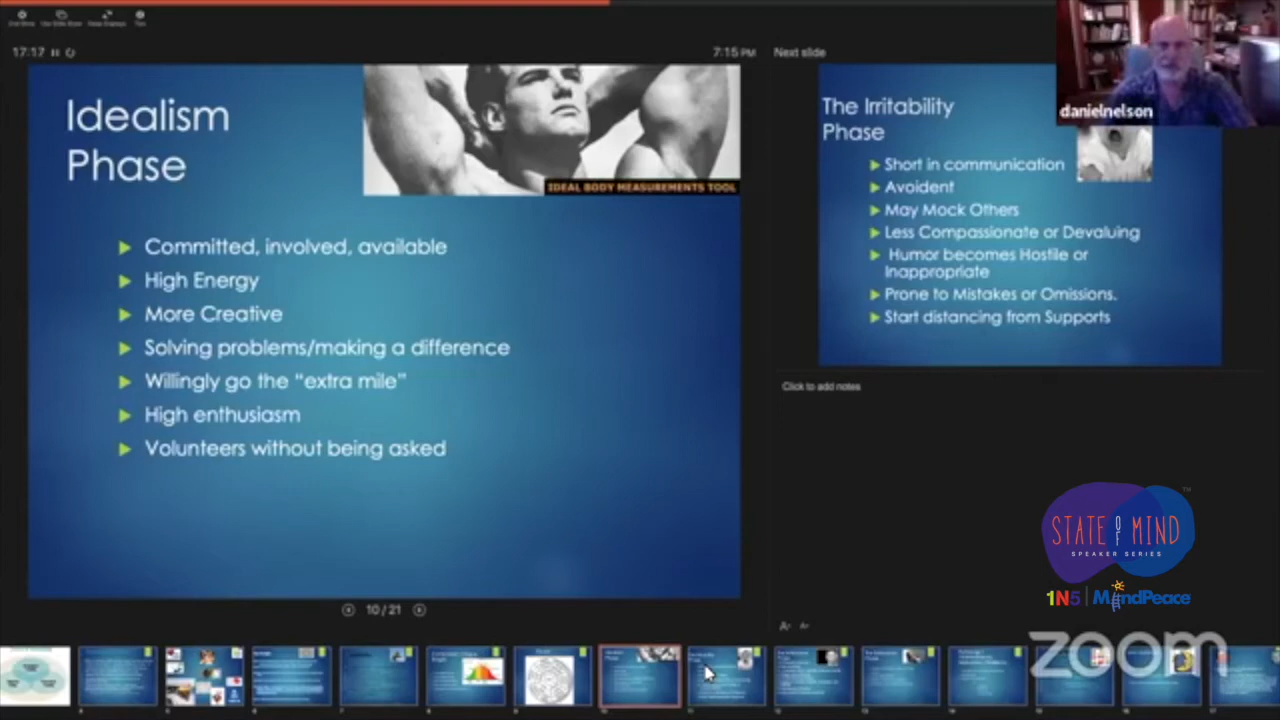 17:17
7:15 PM
Next slide
danielnelson
Idealism
Phase
IDEAL BODY MEASUREMENTS TOOL
Committed, involved, available
High Energy
More Creative
Solving problems/making a difference
Willingly go the “extra mile”
High enthusiasm
Volunteers without being asked
10 / 21
The Irritability
Phase
Short in communication
Avoident
May Mock Others
Less Compassionate or Devaluing
Humor becomes Hostile or
Inappropriate
Prone to Mistakes or Omissions.
Start distancing from Supports
Click to add notes
STATE OF MIND
SPEAKER SERIES
1N5 | MindPeace
zoom